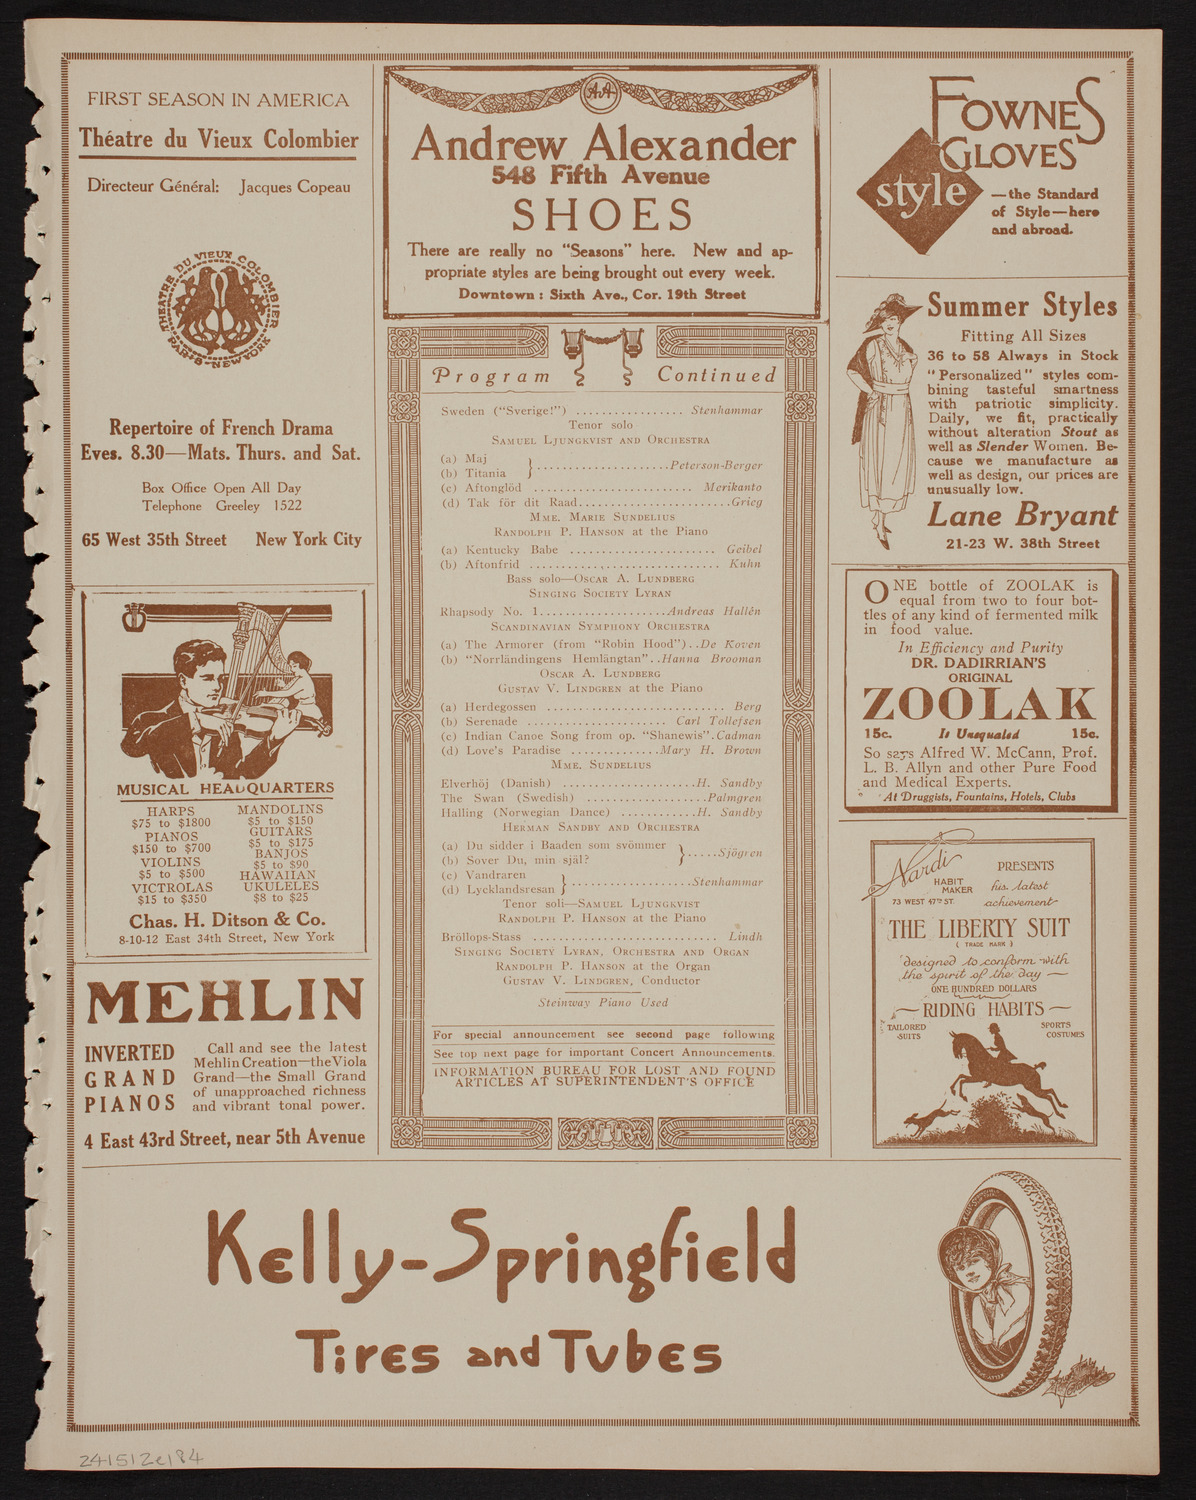 FIRST SEASON IN AMERICA
Théatre du Vieux Colombier
Directeur Général: Jacques Copeau
THEATRE DU VIEUX COLOMBIER
PARIS-NEW YORK
Repertoire of French Drama
Eves. 8.30—Mats. Thurs. and Sat.
Box Office Open All Day
Telephone Greeley 1522
65 West 35th Street New York City
MUSICAL HEADQUARTERS
HARPS
$75 to $1800
PIANOS
$150 to $700
VIOLINS
$5 to $500
VICTROLAS
$15 to $350
MANDOLINS
$5 to $150
GUITARS
$5 to $175
BANJOS
$5 to $90
HAWAIIAN
UKULELES
$8 to $25
Chas. H. Ditson & Co.
8-10-12 East 34th Street, New York
MEHLIN
INVERTED
GRAND
PIANOS
Call and see the latest
Mehlin Creation—the Viola
Grand—the Small Grand
of unapproached richness
and vibrant tonal power.
4 East 43rd Street, near 5th Avenue
AA
Andrew Alexander
548 Fifth Avenue
SHOES
There are really no "Seasons" here. New and ap-
propriate styles are being brought out every week.
Downtown: Sixth Ave., Cor. 19th Street
Program Continued
Sweden ("Sverige!") ................ Stenhammar
Tenor solo
SAMUEL LJUNGKVIST AND ORCHESTRA
(a) Maj
(b) Titania } ....................Peterson-Berger
(c) Aftonglöd ........................ Merikanto
(d) Tak för dit Raad.......................Grieg
MME. MARIE SUNDELIUS
RANDOLPH P. HANSON at the Piano
(a) Kentucky Babe ...................... Geibel
(b) Aftonfrid ............................. Kuhn
Bass solo—OSCAR A. LUNDBERG
SINGING SOCIETY LYRAN
Rhapsody No. 1...................Andreas Hallén
SCANDINAVIAN SYMPHONY ORCHESTRA
(a) The Armorer (from "Robin Hood")..De Koven
(b) "Norrländingens Hemlängtan"..Hanna Brooman
OSCAR A. LUNDBERG
GUSTAV V. LINDGREN at the Piano
(a) Herdegossen ........................... Berg
(b) Serenade ..................... Carl Tollefsen
(c) Indian Canoe Song from op. "Shanewis".Cadman
(d) Love's Paradise .............Mary H. Brown
MME. SUNDELIUS
Elverhöj (Danish) ....................H. Sandby
The Swan (Swedish) ..................Palmgren
Halling (Norwegian Dance) ............H. Sandby
HERMAN SANDBY AND ORCHESTRA
(a) Du sidder i Baaden som svömmer
(b) Sover Du, min själ? }.....Sjögren
(c) Vandraren
(d) Lycklandsresan } ..................Stenhammar
Tenor soli—SAMUEL LJUNGKVIST
RANDOLPH P. HANSON at the Piano
Bröllops-Stass ............................ Lindh
SINGING SOCIETY LYRAN, ORCHESTRA AND ORGAN
RANDOLPH P. HANSON at the Organ
GUSTAV V. LINDGREN, Conductor
Steinway Piano Used
For special announcement see second page following
See top next page for important Concert Announcements.
INFORMATION BUREAU FOR LOST AND FOUND
ARTICLES AT SUPERINTENDENT'S OFFICE
FOWNES
GLOVES
style
—the Standard
of Style—here
and abroad.
Summer Styles
Fitting All Sizes
36 to 58 Always in Stock
"Personalized" styles com-
bining tasteful smartness
with patriotic simplicity.
Daily, we fit, practically
without alteration Stout as
well as Slender Women. Be-
cause we manufacture as
well as design, our prices are
unusually low.
Lane Bryant
21-23 W. 38th Street
ONE bottle of ZOOLAK is
equal from two to four bot-
tles of any kind of fermented milk
in food value.
In Efficiency and Purity
DR. DADIRRIAN'S
ORIGINAL
ZOOLAK
15c. Is Unequaled 15c.
So says Alfred W. McCann, Prof.
L. B. Allyn and other Pure Food
and Medical Experts.
At Druggists, Fountains, Hotels, Clubs
Nardi
HABIT
MAKER
73 WEST 47TH ST.
PRESENTS
his latest
achievement
THE LIBERTY SUIT
( TRADE MARK )
designed to conform with
the spirit of the day —
ONE HUNDRED DOLLARS
—RIDING HABITS—
TAILORED
SUITS
SPORTS
COSTUMES
Kelly-Springfield
Tires and Tubes
241512e184